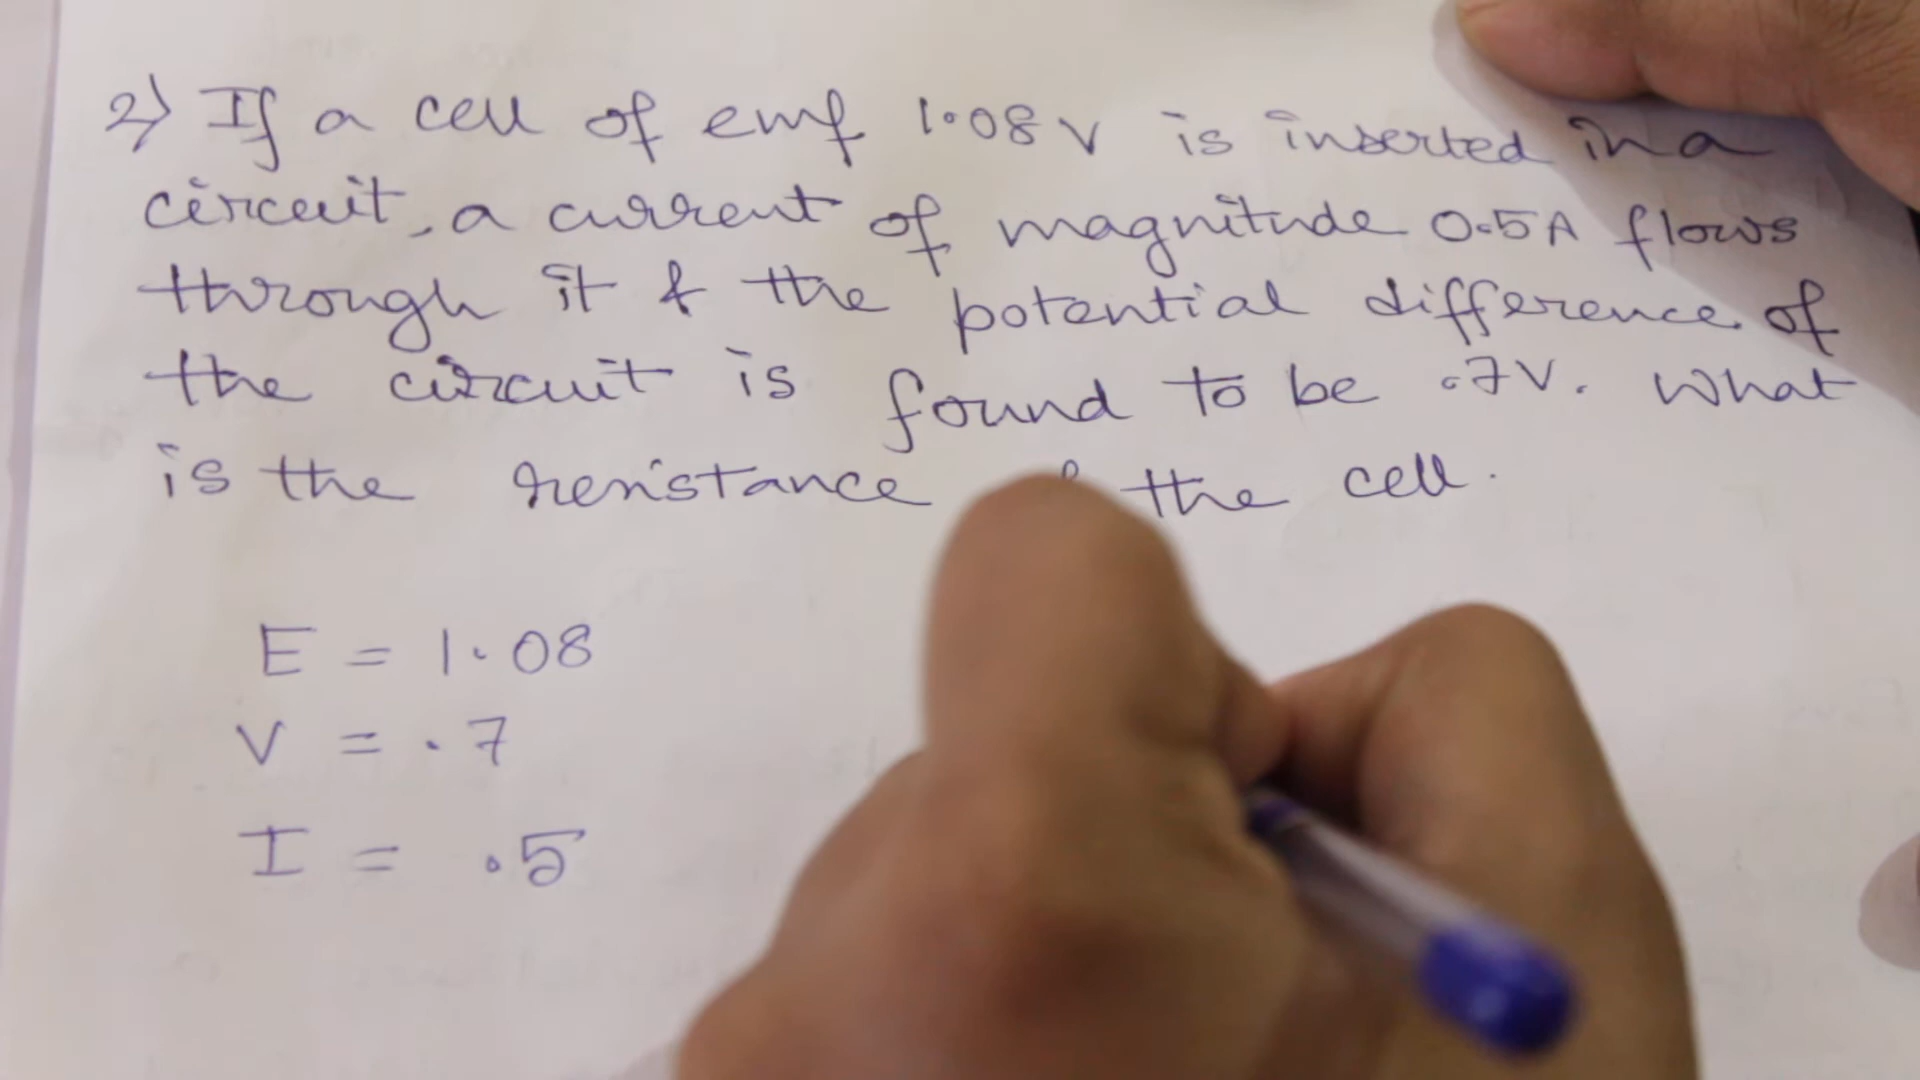 2) If a cell of emf 1.08 V is inserted in a
circuit, a current of magnitude 0.5A flows
through it & the potential difference of
the circuit is found to be .7V. What
is the resistance the cell.
E = 1.08
V = .7
I = .5